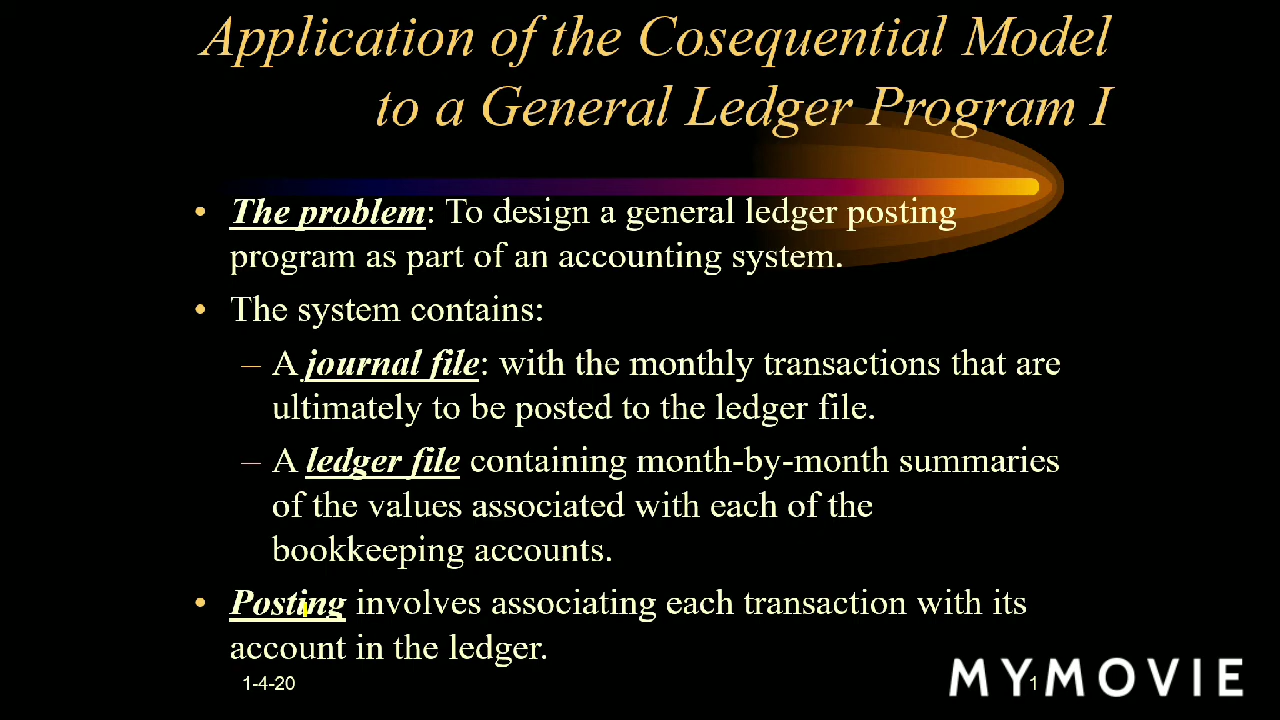 Application of the Cosequential Model
to a General Ledger Program I
• The problem: To design a general ledger posting
program as part of an accounting system.
• The system contains:
– A journal file: with the monthly transactions that are
ultimately to be posted to the ledger file.
– A ledger file containing month-by-month summaries
of the values associated with each of the
bookkeeping accounts.
• Posting involves associating each transaction with its
account in the ledger.
1-4-20
1
MYMOVIE